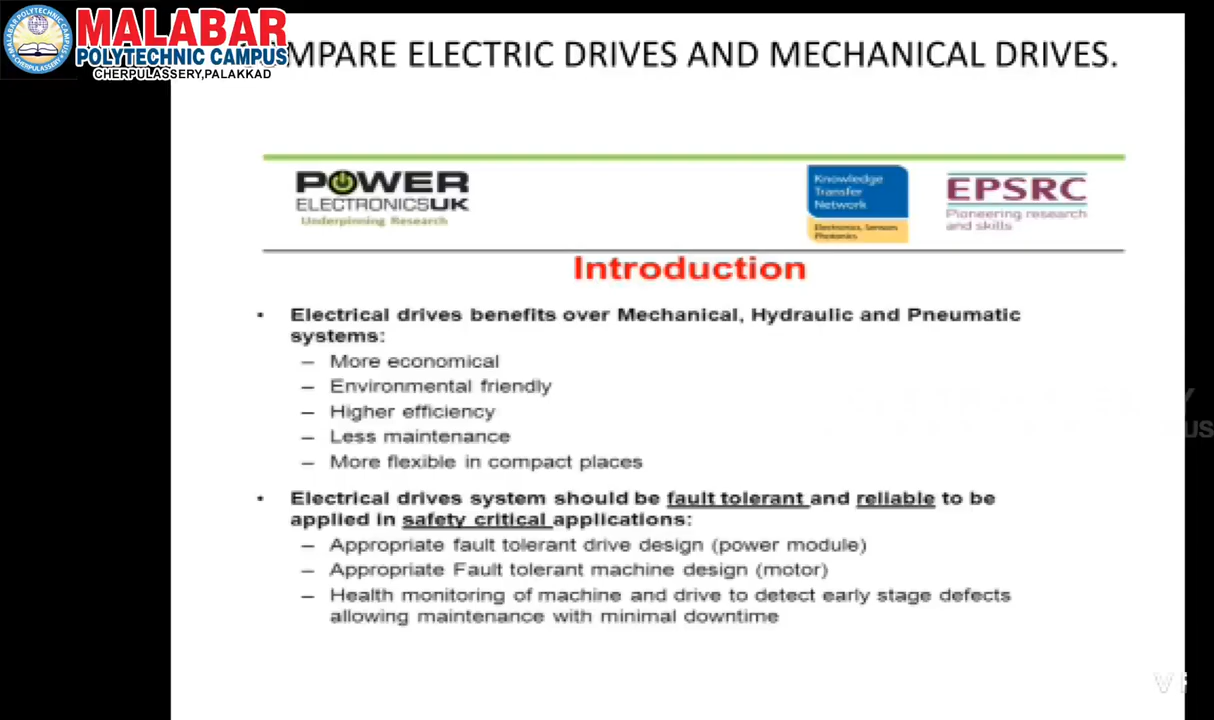 MALABAR
POLYTECHNIC CAMPUS
CHERPULASSERY,PALAKKAD
MPARE ELECTRIC DRIVES AND MECHANICAL DRIVES.
POWER
ELECTRONICSUK
Underpinning Research
Knowledge
Transfer
Network
Electronics, Sensors
Photonics
EPSRC
Pioneering research
and skills
Introduction
• Electrical drives benefits over Mechanical, Hydraulic and Pneumatic
systems:
– More economical
– Environmental friendly
– Higher efficiency
– Less maintenance
– More flexible in compact places
• Electrical drives system should be fault tolerant and reliable to be
applied in safety critical applications:
– Appropriate fault tolerant drive design (power module)
– Appropriate Fault tolerant machine design (motor)
– Health monitoring of machine and drive to detect early stage defects
allowing maintenance with minimal downtime